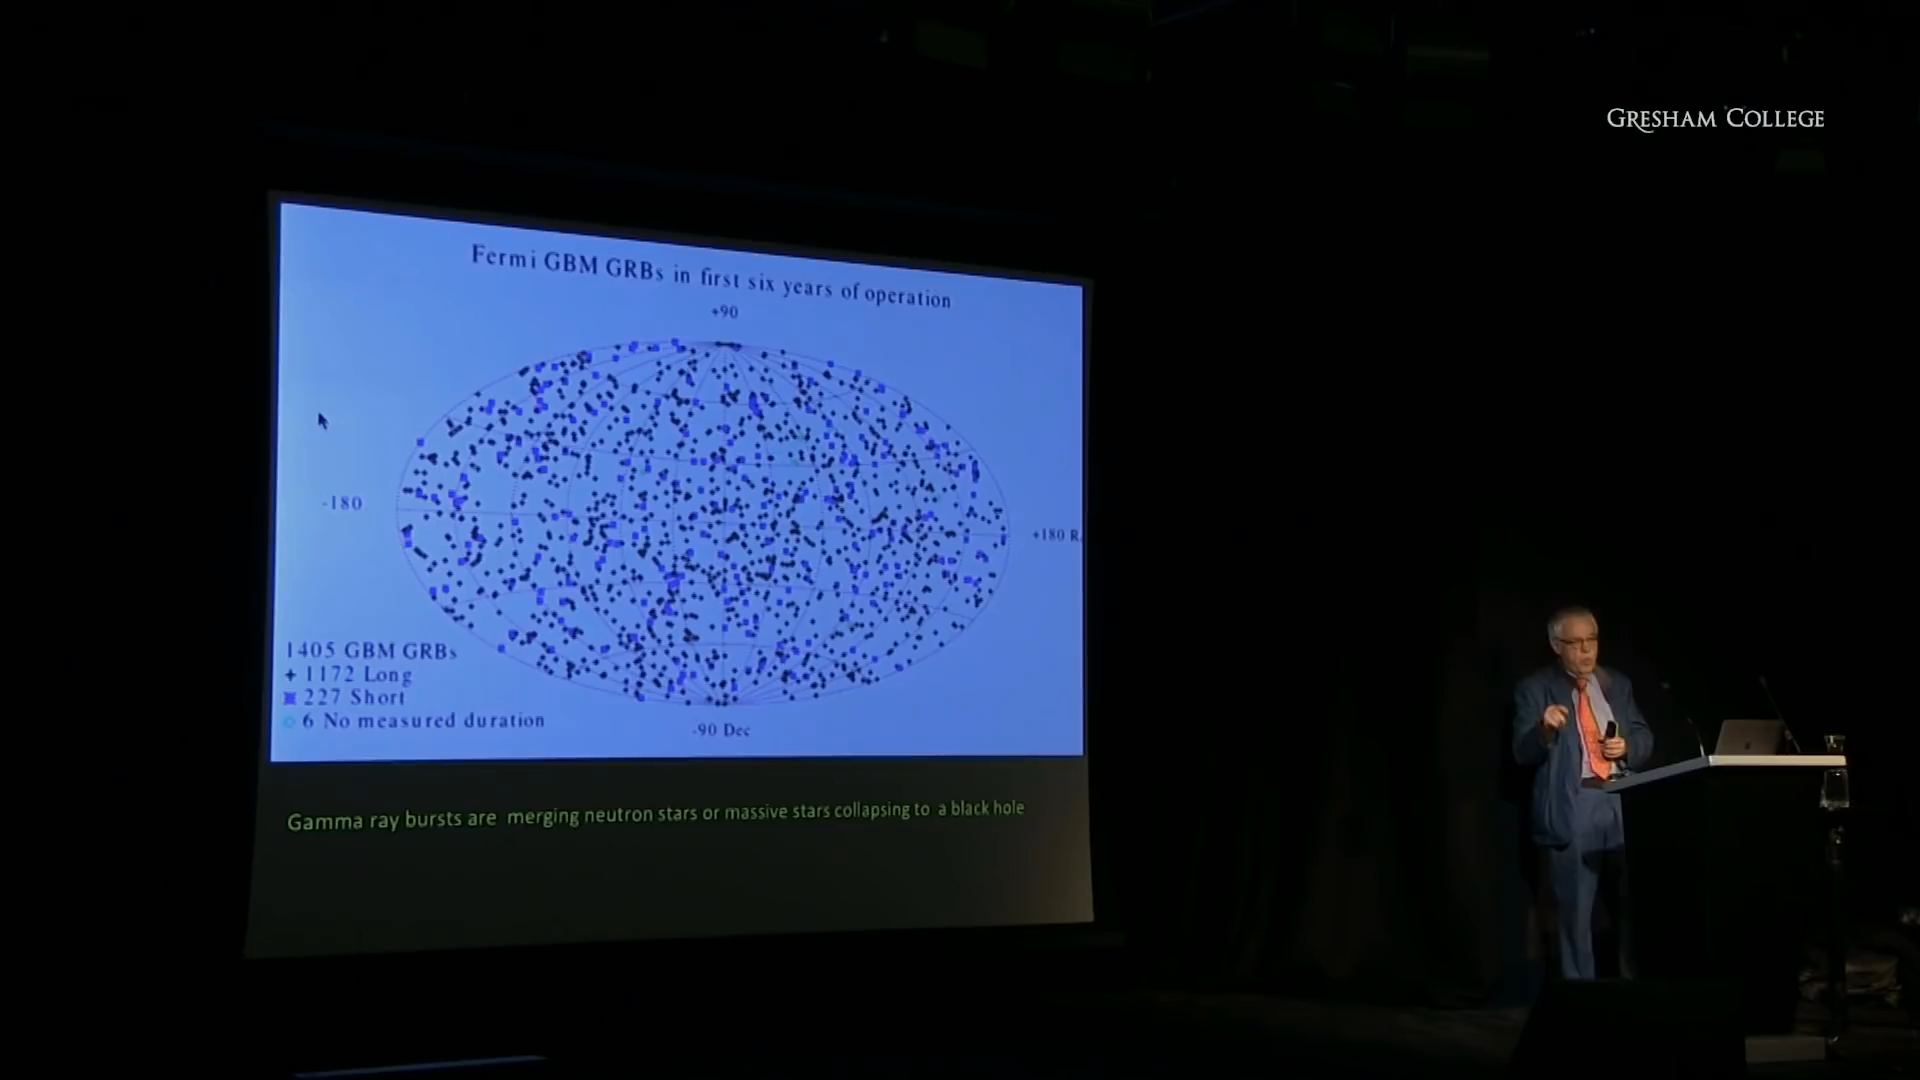 GRESHAM COLLEGE
Fermi GBM GRBs in first six years of operation
+90
-180
+180 R
1405 GBM GRBs
+ 1172 Long
227 Short
6 No measured duration
-90 Dec
Gamma ray bursts are merging neutron stars or massive stars collapsing to a black hole